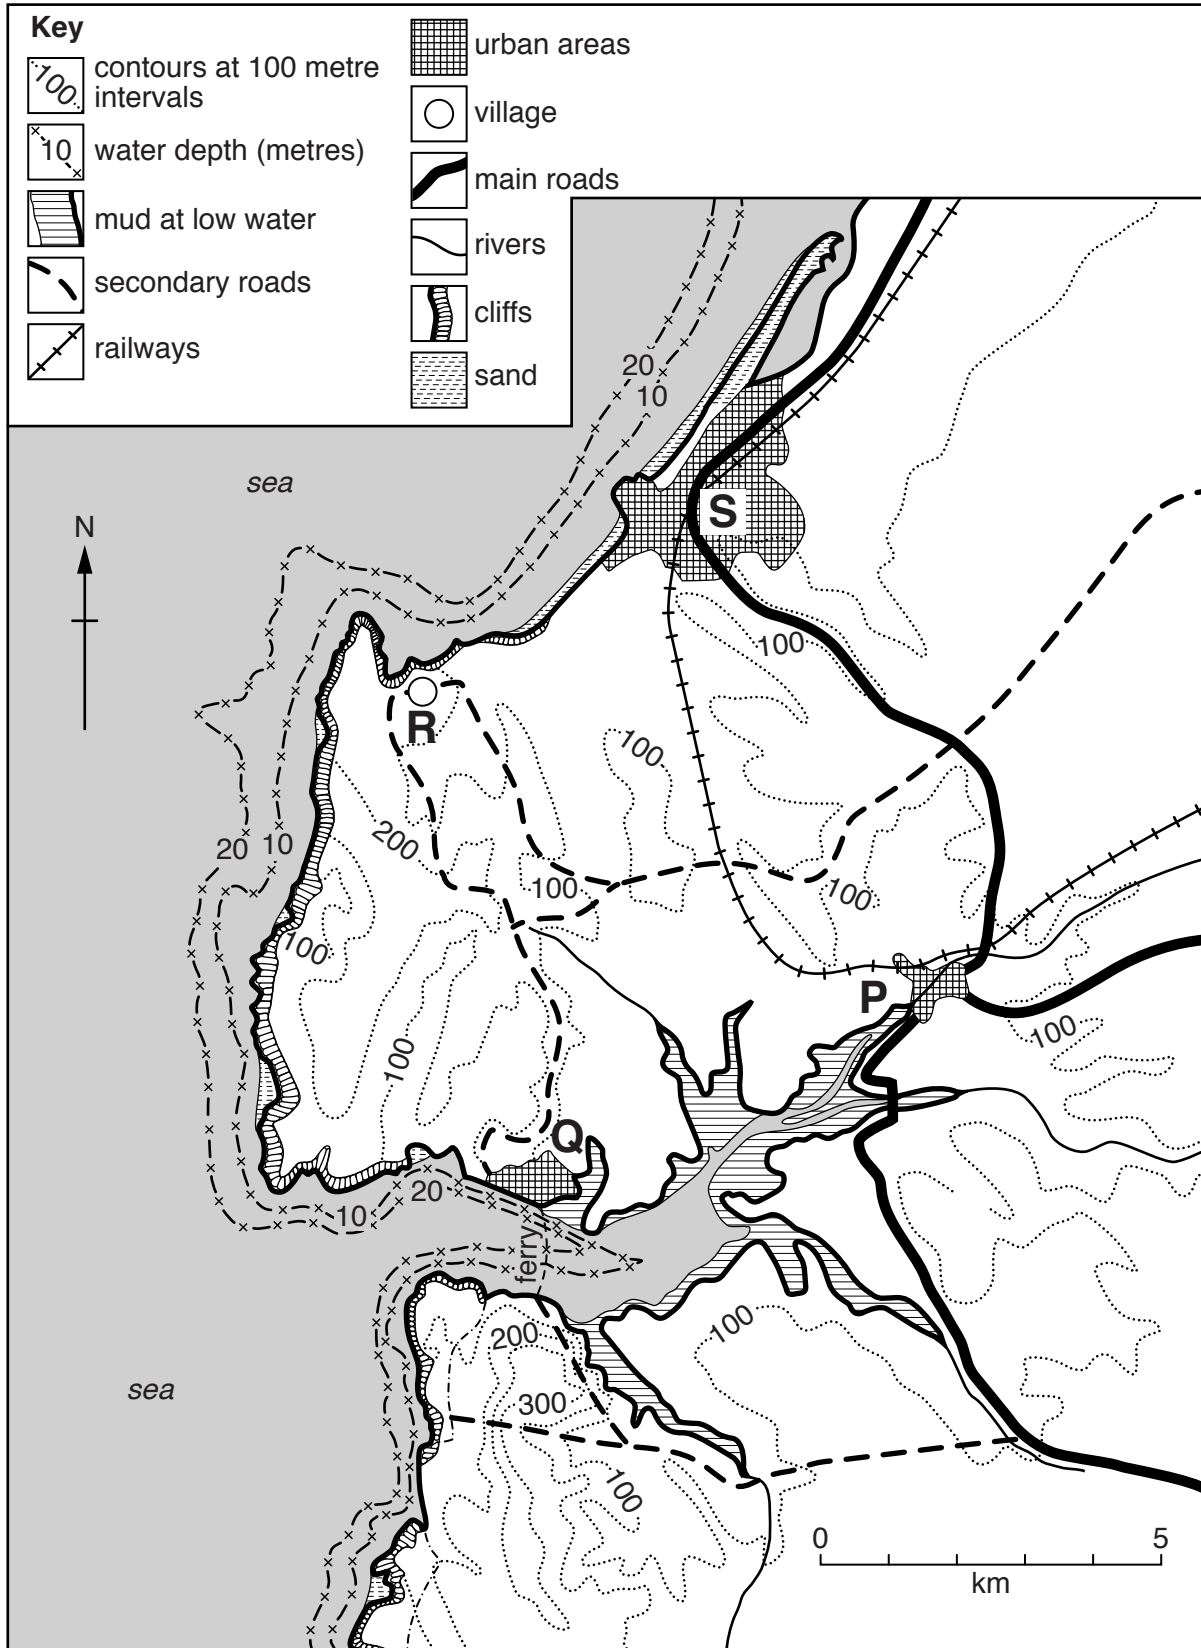 Key
100
contours at 100 metre
intervals
10
water depth (metres)
mud at low water
secondary roads
railways
urban areas
village
main roads
rivers
cliffs
sand
20
10
sea
N
S
100
R
100
200
20
10
100
100
100
P
100
100
Q
20
10
ferry
200
100
sea
300
100
0
5
km